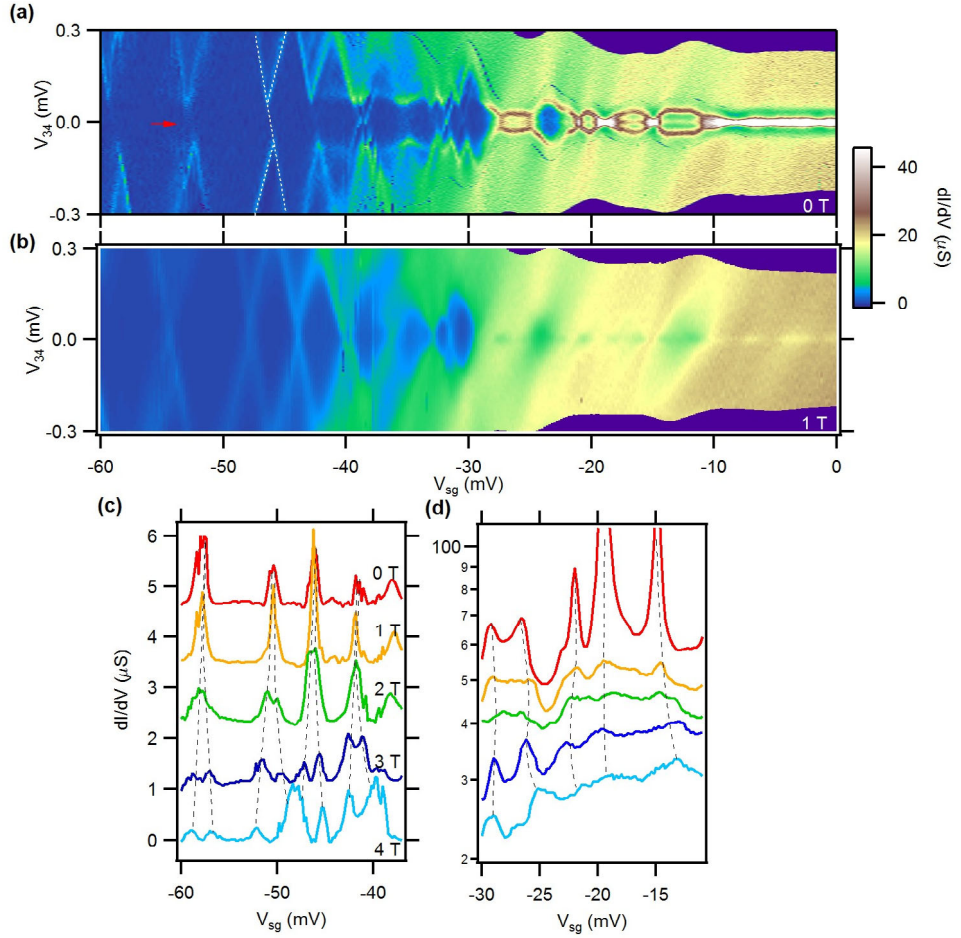 (a)
0.3
0.0
-0.3
V34 (mV)
0 T
(b)
0.3
0.0
-0.3
V34 (mV)
1 T
-60
-50
-40
-30
-20
-10
0
Vsg (mV)
40
20
0
dI/dV (µS)
(c)
6
5
4
3
2
1
0
dI/dV (µS)
0 T
1 T
2 T
3 T
4 T
-60
-50
-40
Vsg (mV)
(d)
100
9
8
7
6
5
4
3
2
-30
-25
-20
-15
Vsg (mV)